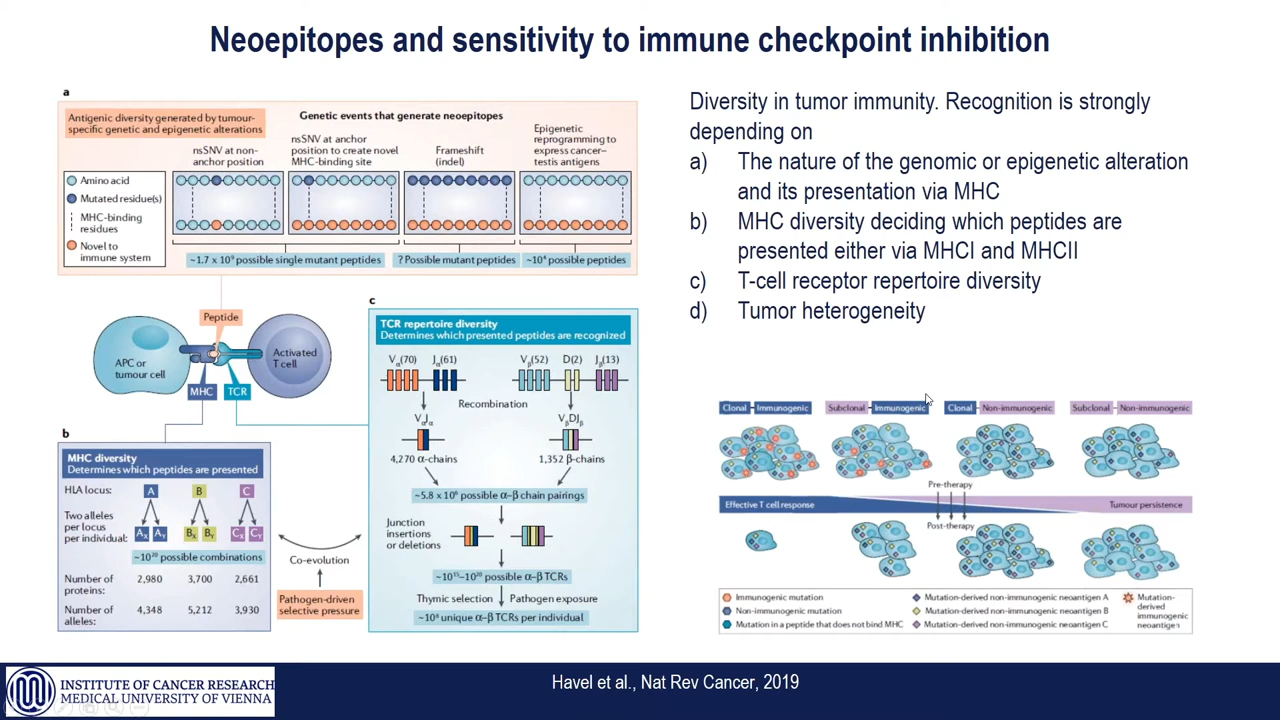 Neoepitopes and sensitivity to immune checkpoint inhibition
a
Antigenic diversity generated by tumour-
specific genetic and epigenetic alterations
Genetic events that generate neoepitopes
nsSNV at non-
anchor position
nsSNV at anchor
position to create novel
MHC-binding site
Frameshift
(indel)
Epigenetic
reprogramming to
express cancer–
testis antigens
Amino acid
Mutated residue(s)
MHC-binding
residues
Novel to
immune system
~1.7 x 10⁹ possible single mutant peptides
? Possible mutant peptides
~10⁴ possible peptides
Peptide
APC or
tumour cell
Activated
T cell
MHC
TCR
b
MHC diversity
Determines which peptides are presented
HLA locus:
A
B
C
Two alleles
per locus
per individual:
Aₓ Aᵧ
Bₓ Bᵧ
Cₓ Cᵧ
~10²⁰ possible combinations
Number of
proteins:
2,980
3,700
2,661
Number of
alleles:
4,348
5,212
3,930
Co-evolution
Pathogen-driven
selective pressure
c
TCR repertoire diversity
Determines which presented peptides are recognized
Vα(70)
Jα(61)
Vβ(52)
D(2)
Jβ(13)
Recombination
VαJα
VβDJβ
4,270 α-chains
1,352 β-chains
~5.8 x 10⁶ possible α–β chain pairings
Junction
insertions
or deletions
~10¹⁵–10²⁰ possible α–β TCRs
Thymic selection
Pathogen exposure
unique α–β TCRs per individual
Diversity in tumor immunity. Recognition is strongly
depending on
a) The nature of the genomic or epigenetic alteration
and its presentation via MHC
b) MHC diversity deciding which peptides are
presented either via MHCI and MHCII
c) T-cell receptor repertoire diversity
d) Tumor heterogeneity
Clonal – Immunogenic
Subclonal – Immunogenic
Clonal – Non-immunogenic
Subclonal – Non-immunogenic
Pre-therapy
Effective T cell response
Tumour persistence
Post-therapy
Immunogenic mutation
Non-immunogenic mutation
Mutation in a peptide that does not bind MHC
Mutation-derived non-immunogenic neoantigen A
Mutation-derived non-immunogenic neoantigen B
Mutation-derived non-immunogenic neoantigen C
Mutation-
derived
immunogenic
neoantigen
INSTITUTE OF CANCER RESEARCH
MEDICAL UNIVERSITY OF VIENNA
Havel et al., Nat Rev Cancer, 2019